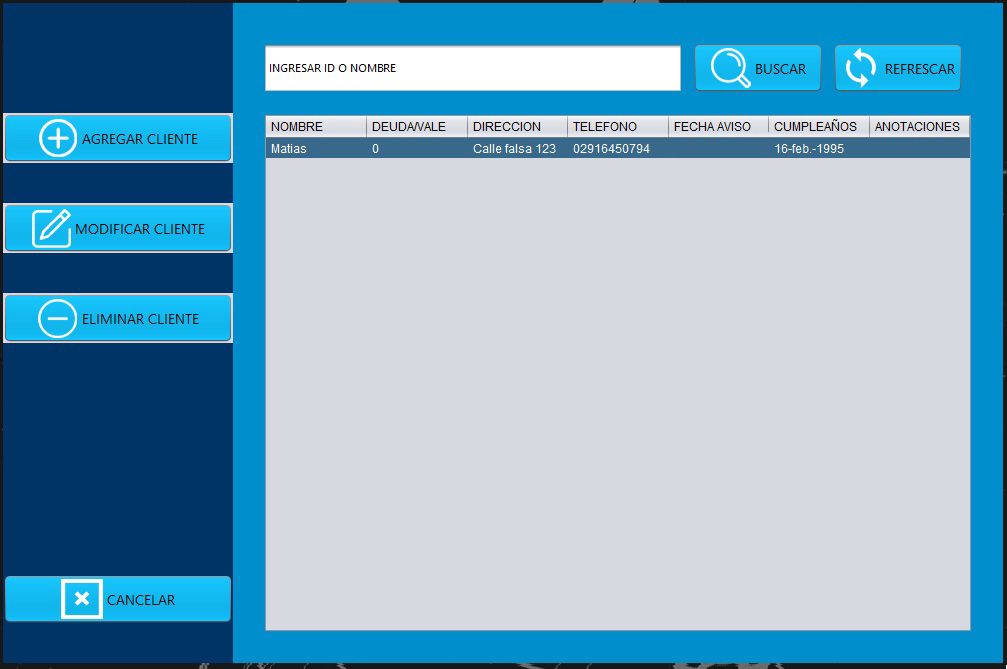 INGRESAR ID O NOMBRE
BUSCAR
REFRESCAR
AGREGAR CLIENTE
MODIFICAR CLIENTE
ELIMINAR CLIENTE
CANCELAR
NOMBRE DEUDA/VALE DIRECCION TELEFONO FECHA AVISO CUMPLEAÑOS ANOTACIONES
Matias 0 Calle falsa 123 02916450794 16-feb.-1995